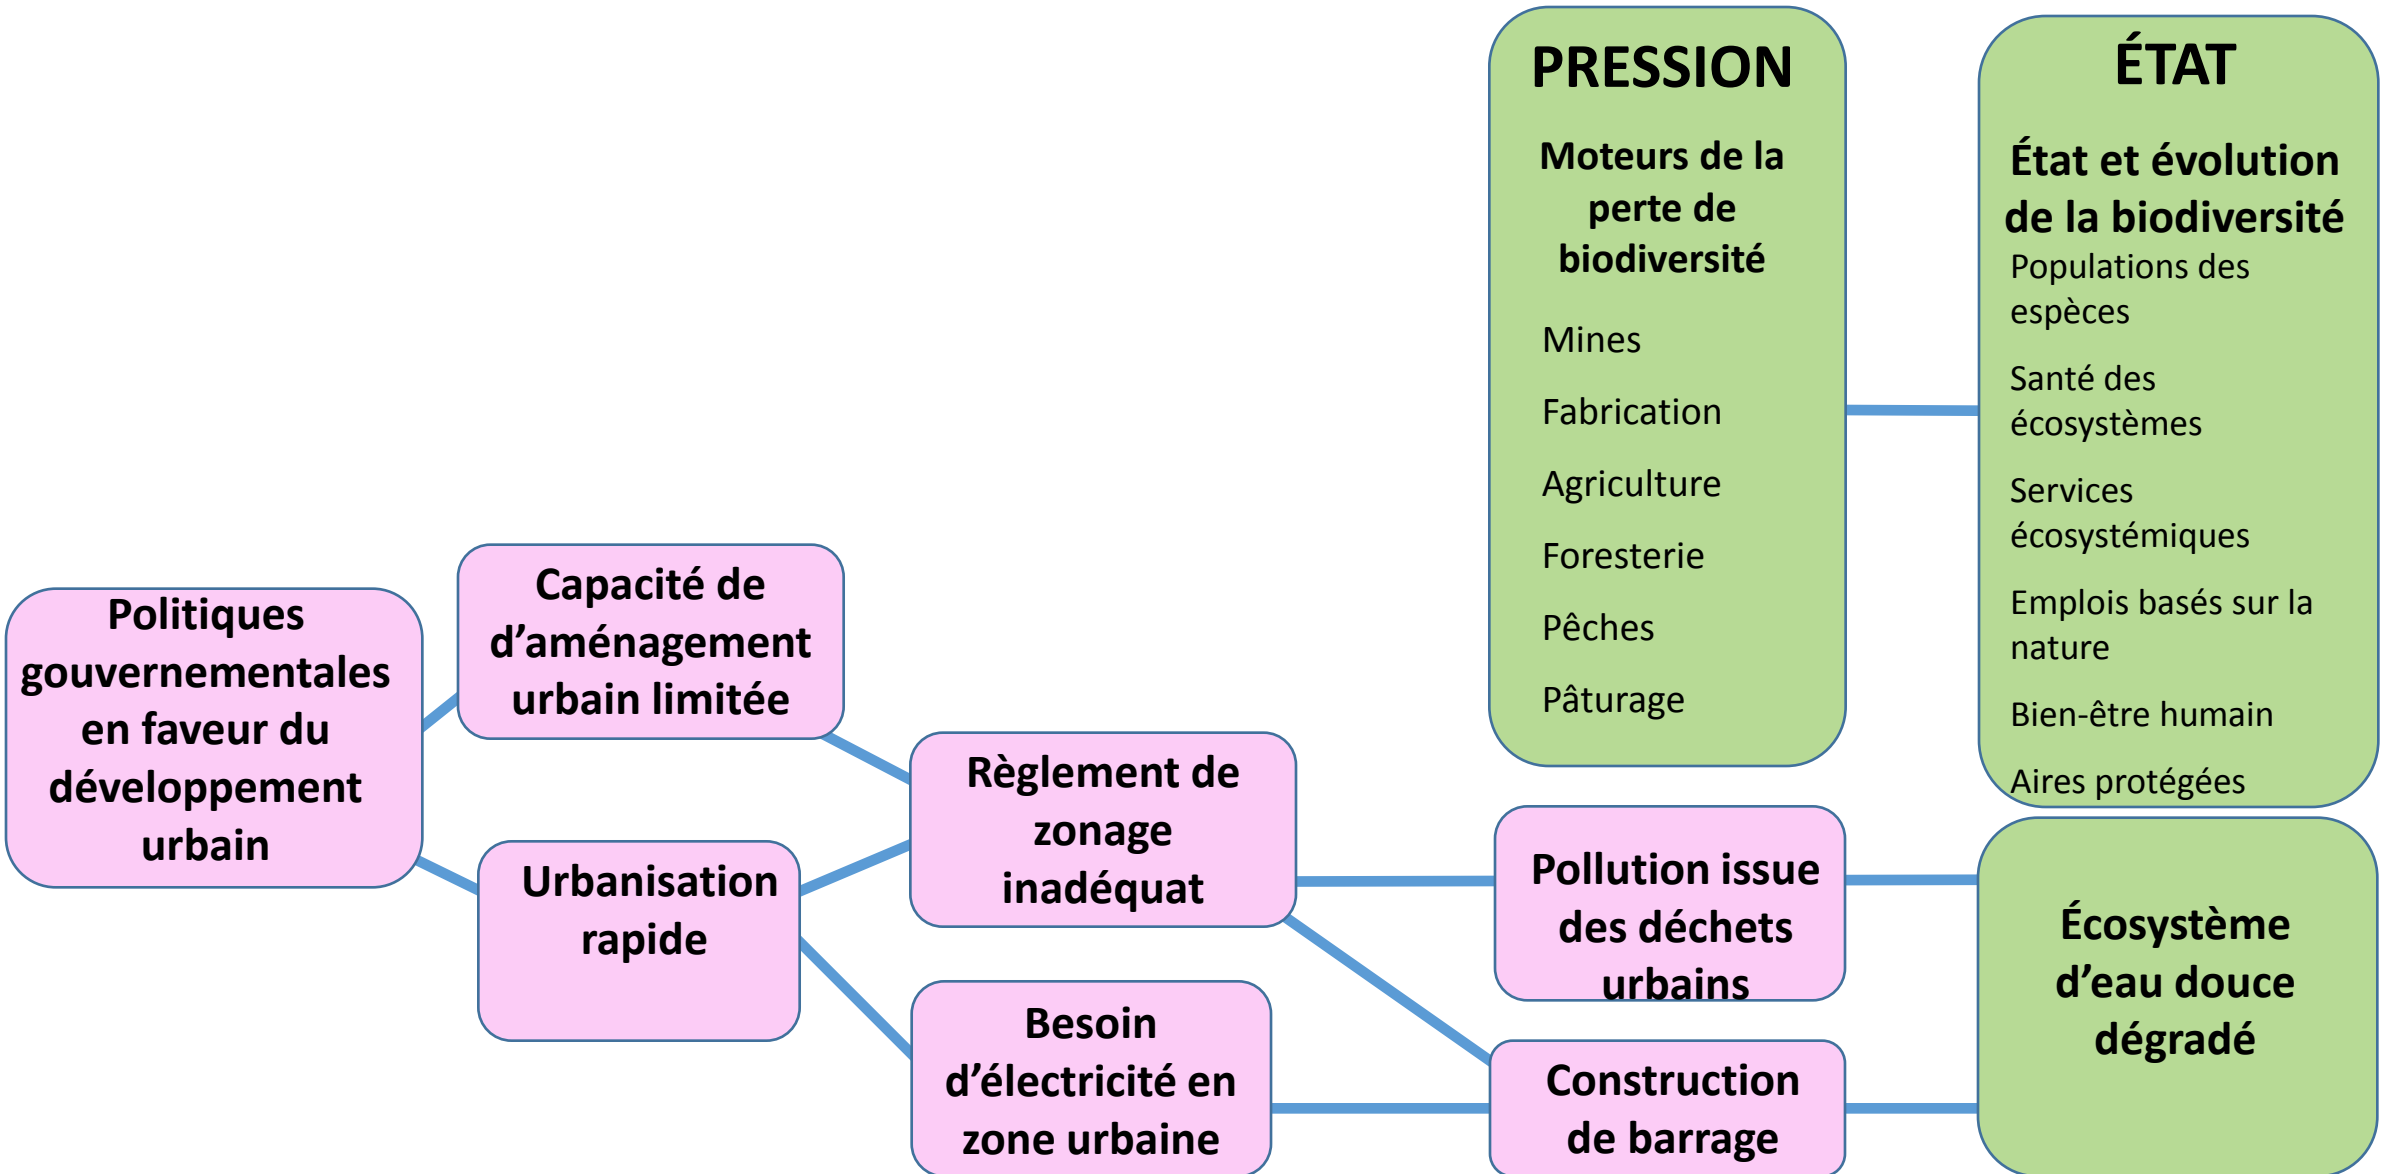 PRESSION
Moteurs de la
perte de
biodiversité
Mines
Fabrication
Agriculture
Foresterie
Pêches
Pâturage
ÉTAT
État et évolution
de la biodiversité
Populations des
espèces
Santé des
écosystèmes
Services
écosystémiques
Emplois basés sur la
nature
Bien-être humain
Aires protégées
Politiques
gouvernementales
en faveur du
développement
urbain
Capacité de
d’aménagement
urbain limitée
Urbanisation
rapide
Règlement de
zonage
inadéquat
Besoin
d’électricité en
zone urbaine
Pollution issue
des déchets
urbains
Construction
de barrage
Écosystème
d’eau douce
dégradé